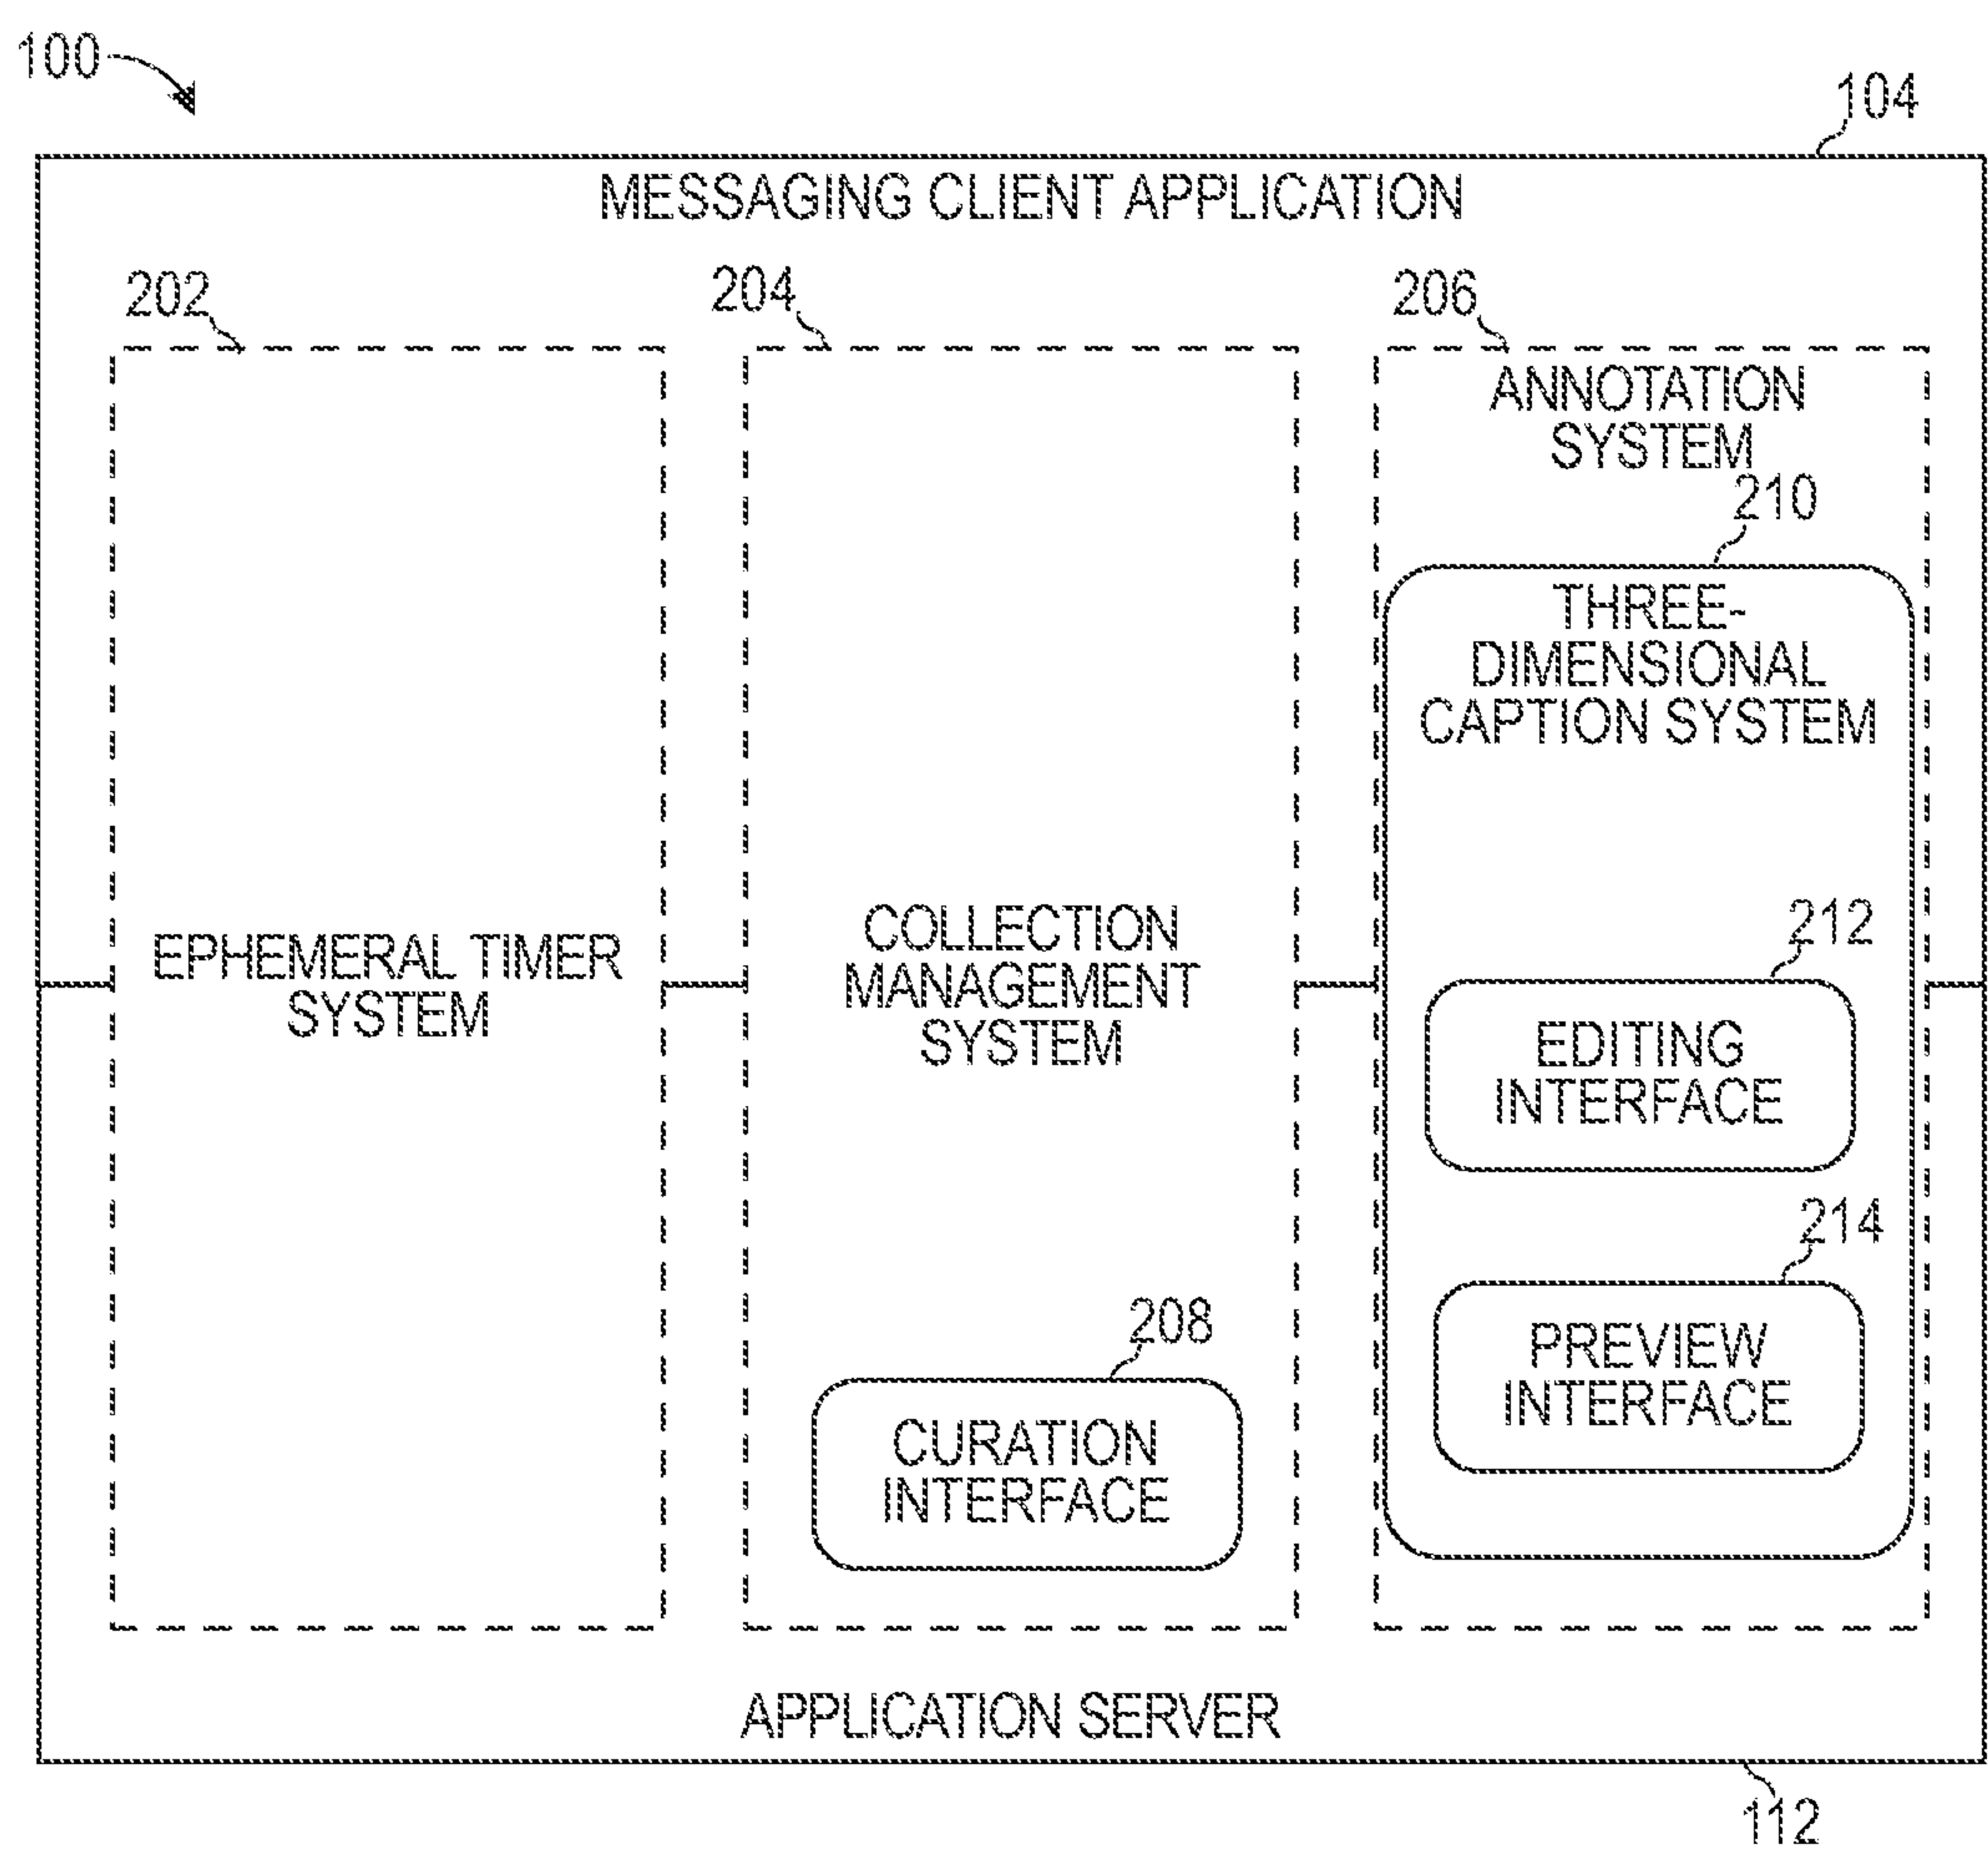 100
104
MESSAGING CLIENT APPLICATION
202
204
206
ANNOTATION
SYSTEM
210
THREE-
DIMENSIONAL
CAPTION SYSTEM
EPHEMERAL TIMER
SYSTEM
COLLECTION
MANAGEMENT
SYSTEM
212
EDITING
INTERFACE
214
PREVIEW
INTERFACE
208
CURATION
INTERFACE
APPLICATION SERVER
112